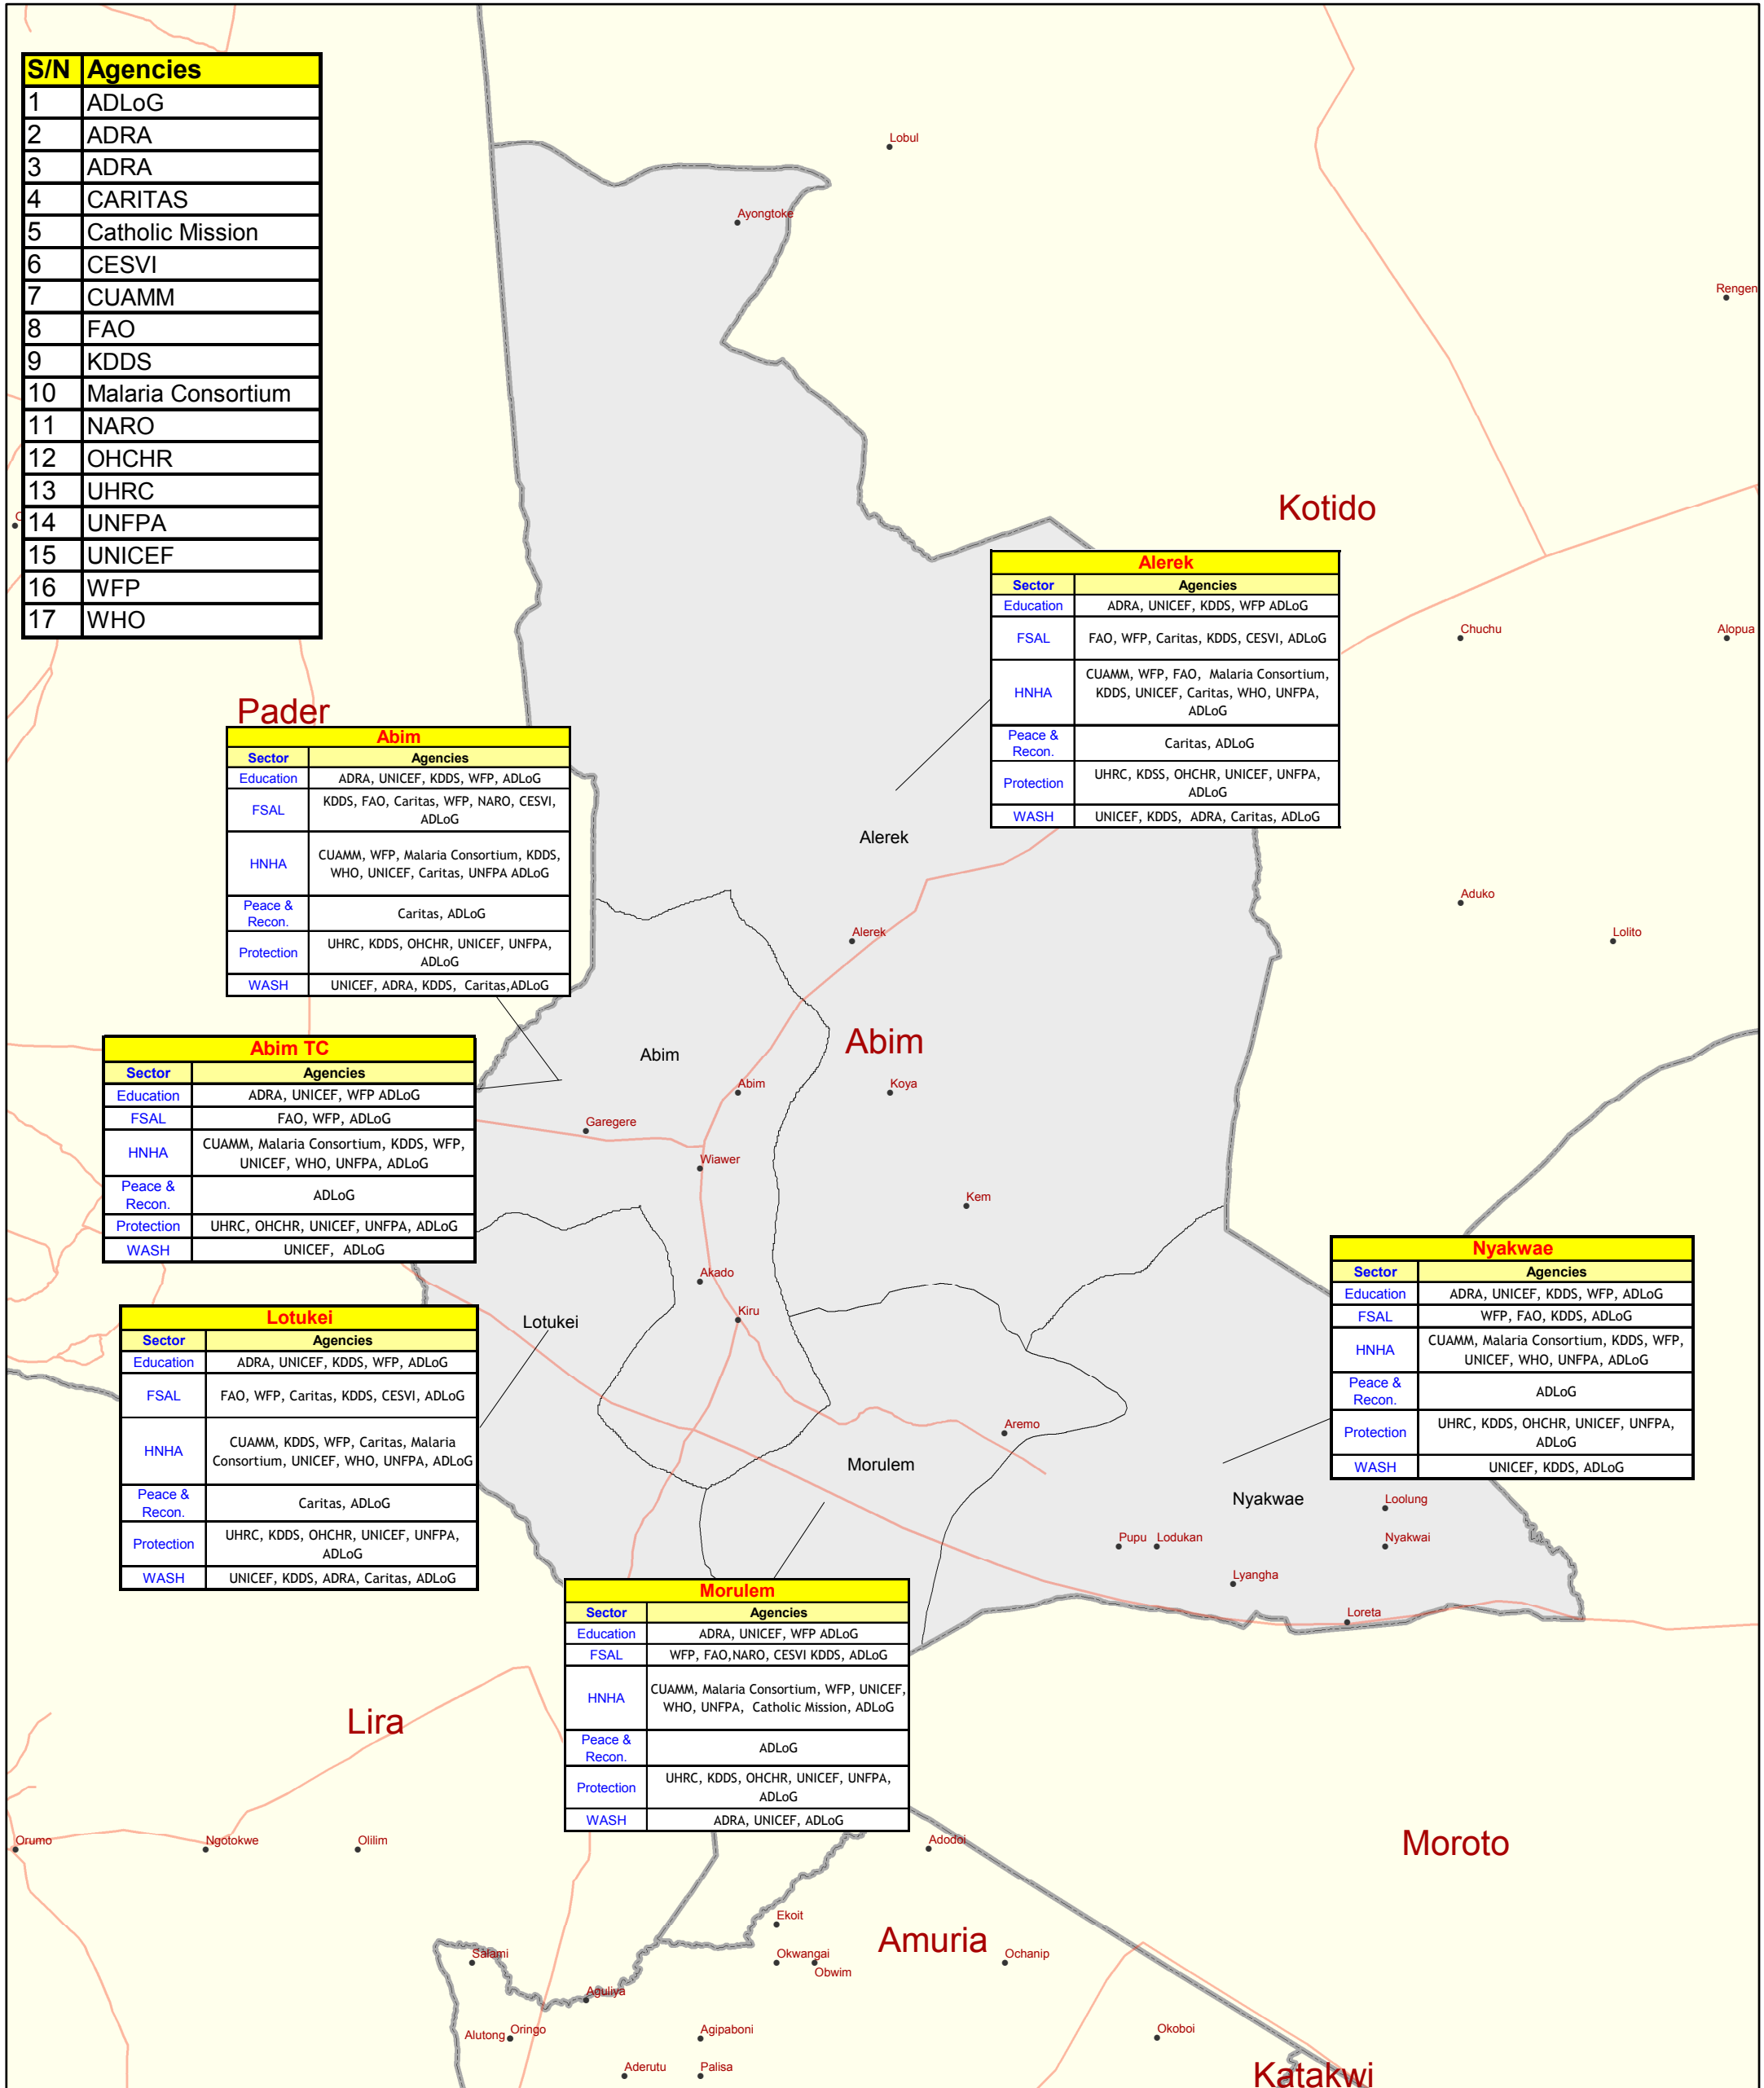 S/N Agencies
1 ADLoG
2 ADRA
3 ADRA
4 CARITAS
5 Catholic Mission
6 CESVI
7 CUAMM
8 FAO
9 KDDS
10 Malaria Consortium
11 NARO
12 OHCHR
13 UHRC
14 UNFPA
15 UNICEF
16 WFP
17 WHO
Lobul
Ayongtoke
Rengen
Kotido
Alerek
Sector Agencies
Education ADRA, UNICEF, KDDS, WFP ADLoG
FSAL FAO, WFP, Caritas, KDDS, CESVI, ADLoG
HNHA CUAMM, WFP, FAO, Malaria Consortium,
KDDS, UNICEF, Caritas, WHO, UNFPA,
ADLoG
Peace &
Recon. Caritas, ADLoG
Protection UHRC, KDSS, OHCHR, UNICEF, UNFPA,
ADLoG
WASH UNICEF, KDDS, ADRA, Caritas, ADLoG
Chuchu
Alopua
Pader
Abim
Sector Agencies
Education ADRA, UNICEF, KDDS, WFP, ADLoG
FSAL KDDS, FAO, Caritas, WFP, NARO, CESVI,
ADLoG
HNHA CUAMM, WFP, Malaria Consortium, KDDS,
WHO, UNICEF, Caritas, UNFPA ADLoG
Peace &
Recon. Caritas, ADLoG
Protection UHRC, KDDS, OHCHR, UNICEF, UNFPA,
ADLoG
WASH UNICEF, ADRA, KDDS, Caritas,ADLoG
Alerek
Aduko
Alerek
Lolito
Abim TC
Sector Agencies
Education ADRA, UNICEF, WFP ADLoG
FSAL FAO, WFP, ADLoG
HNHA CUAMM, Malaria Consortium, KDDS, WFP,
UNICEF, WHO, UNFPA, ADLoG
Peace &
Recon. ADLoG
Protection UHRC, OHCHR, UNICEF, UNFPA, ADLoG
WASH UNICEF, ADLoG
Abim
Abim
Abim
Koya
Garegere
Wiawer
Kem
Akado
Kiru
Nyakwae
Sector Agencies
Education ADRA, UNICEF, KDDS, WFP, ADLoG
FSAL WFP, FAO, KDDS, ADLoG
HNHA CUAMM, Malaria Consortium, KDDS, WFP,
UNICEF, WHO, UNFPA, ADLoG
Peace &
Recon. ADLoG
Protection UHRC, KDDS, OHCHR, UNICEF, UNFPA,
ADLoG
WASH UNICEF, KDDS, ADLoG
Lotukei
Sector Agencies
Education ADRA, UNICEF, KDDS, WFP, ADLoG
FSAL FAO, WFP, Caritas, KDDS, CESVI, ADLoG
HNHA CUAMM, KDDS, WFP, Caritas, Malaria
Consortium, UNICEF, WHO, UNFPA, ADLoG
Peace &
Recon. Caritas, ADLoG
Protection UHRC, KDDS, OHCHR, UNICEF, UNFPA,
ADLoG
WASH UNICEF, KDDS, ADRA, Caritas, ADLoG
Lotukei
Aremo
Morulem
Nyakwae
Loolung
Pupu
Lodukan
Nyakwai
Lyangha
Loreta
Morulem
Sector Agencies
Education ADRA, UNICEF, WFP ADLoG
FSAL WFP, FAO,NARO, CESVI KDDS, ADLoG
HNHA CUAMM, Malaria Consortium, WFP, UNICEF,
WHO, UNFPA, Catholic Mission, ADLoG
Peace &
Recon. ADLoG
Protection UHRC, KDDS, OHCHR, UNICEF, UNFPA,
ADLoG
WASH ADRA, UNICEF, ADLoG
Lira
Orumo
Ngotokwe
Olilim
Adodoi
Moroto
Ekoit
Amuria
Salami
Okwangai
Obwim
Ochanip
Aguliya
Alutong
Oringo
Agipaboni
Okoboi
Aderutu
Palisa
Katakwi